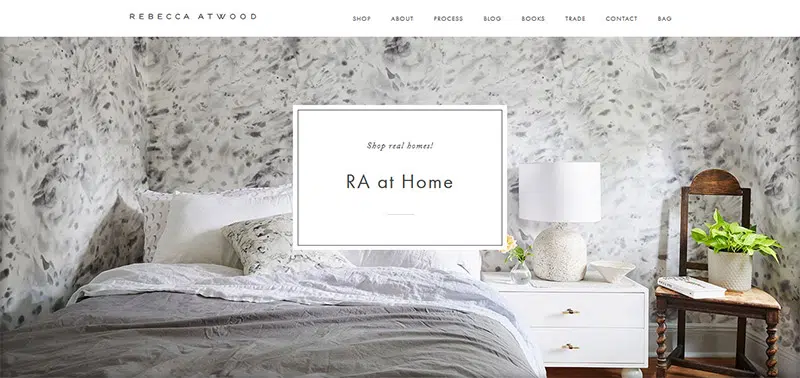 REBECCA ATWOOD
SHOP ABOUT PROCESS BLOG BOOKS TRADE CONTACT BAG
Shop real homes!
RA at Home